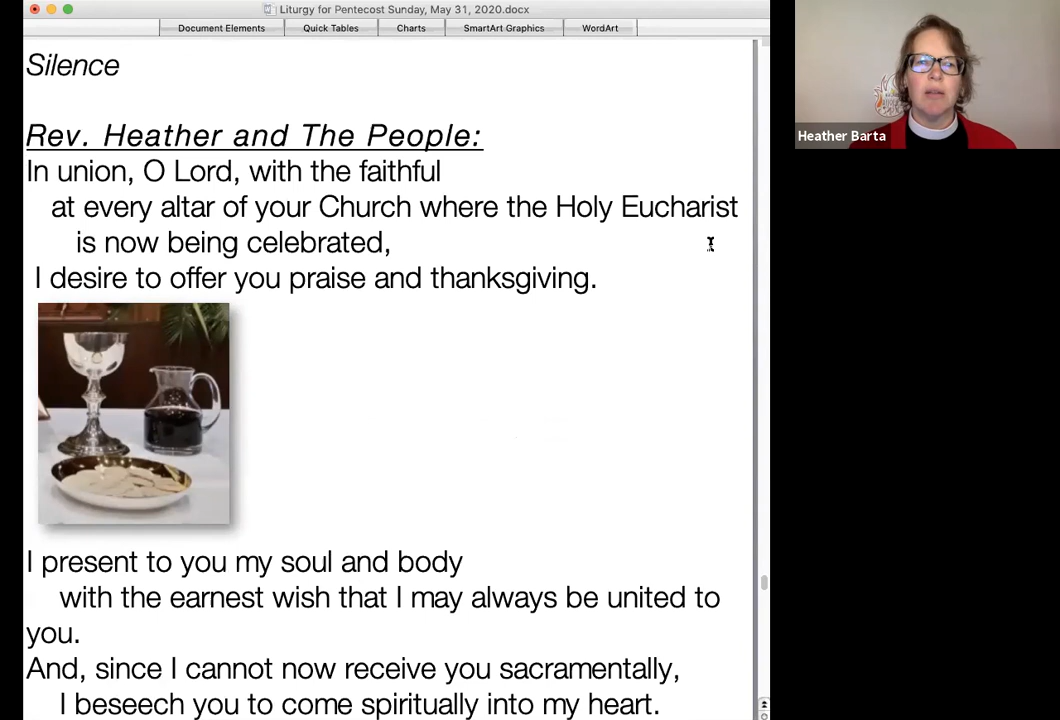 Liturgy for Pentecost Sunday, May 31, 2020.docx
Document Elements
Quick Tables
Charts
SmartArt Graphics
WordArt
Silence
Rev. Heather and The People:
In union, O Lord, with the faithful
at every altar of your Church where the Holy Eucharist
is now being celebrated,
I desire to offer you praise and thanksgiving.
I present to you my soul and body
with the earnest wish that I may always be united to
you.
And, since I cannot now receive you sacramentally,
I beseech you to come spiritually into my heart.
Heather Barta